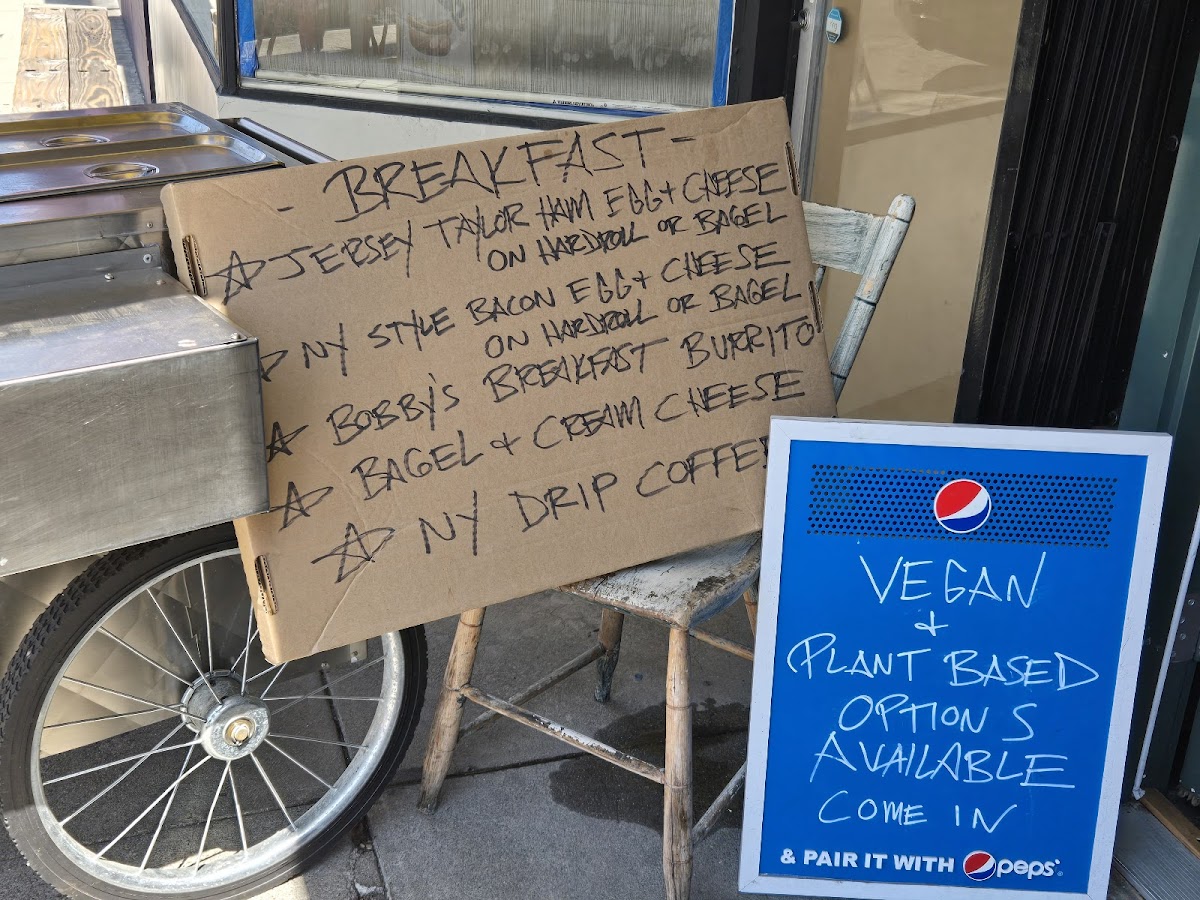 - BREAKFAST -
☆ JERSEY TAYLOR HAM EGG + CHEESE
ON HARDROLL OR BAGEL
☆ NY STYLE BACON EGG + CHEESE
ON HARDROLL OR BAGEL
☆ BOBBY'S BREAKFAST BURRITO
☆ BAGEL + CREAM CHEESE
☆ NY DRIP COFFEE
VEGAN
+
PLANT BASED
OPTIONS
AVAILABLE
COME IN
& PAIR IT WITH pepsi